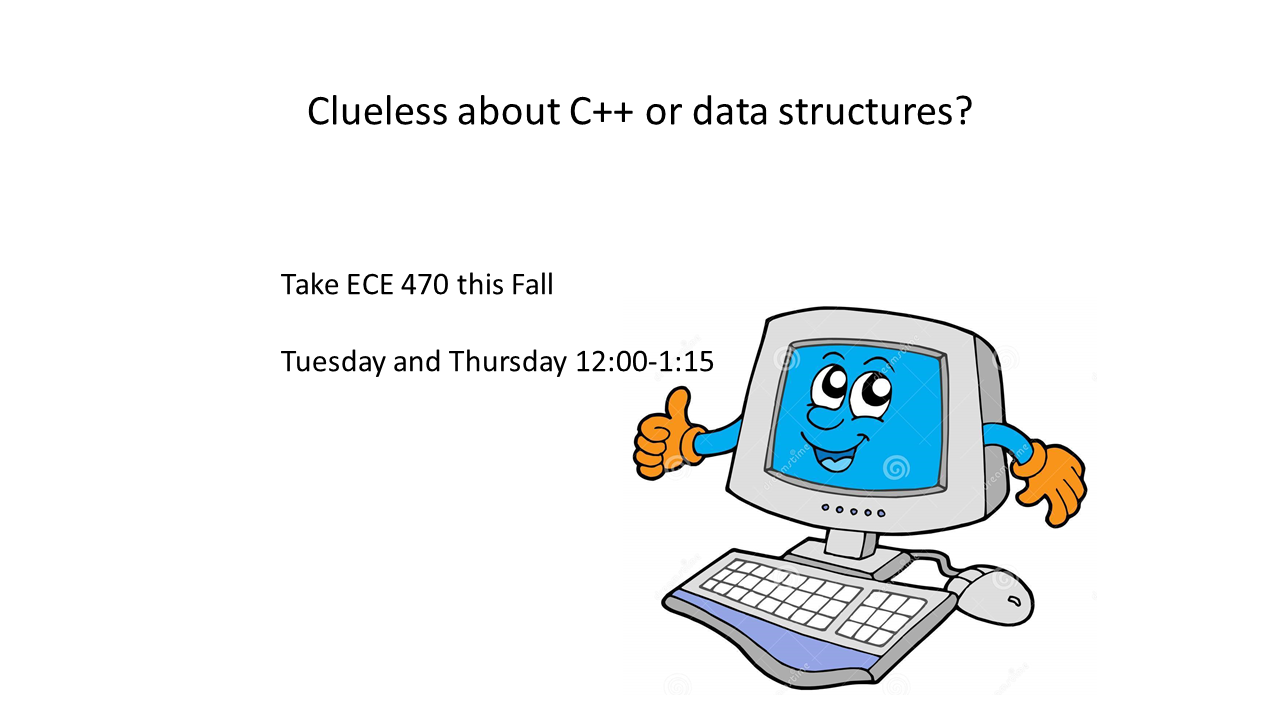 Clueless about C++ or data structures?
Take ECE 470 this Fall
Tuesday and Thursday 12:00-1:15